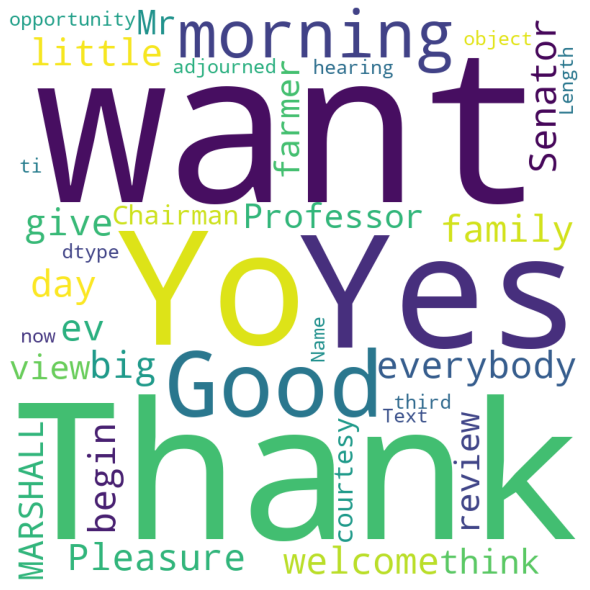 opportunity Mr morning object
little adjourned hearing
want
farmer
Senator
Length
ti
give Chairman Professor family
dtype
day
Yo Yes
now ev
Name
view big Good everybody
third
Text
Thank
MARSHALL
begin
courtesy
review
Pleasure welcome think